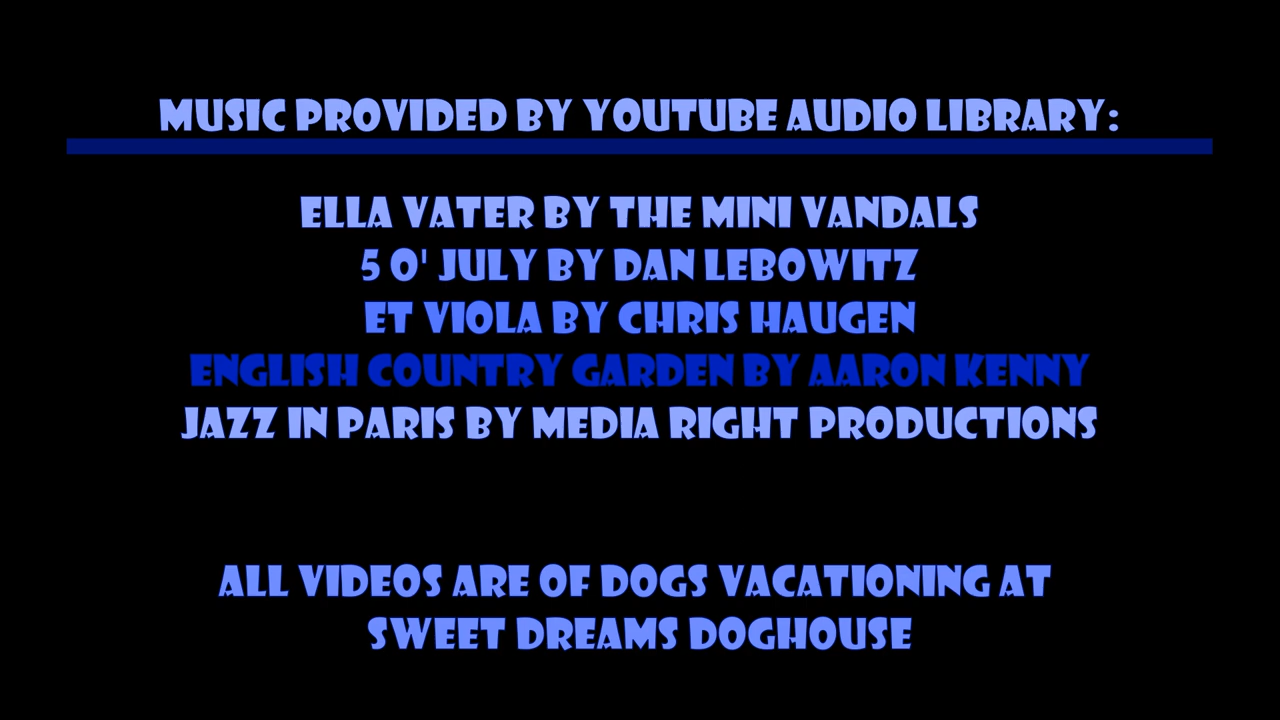 MUSIC PROVIDED BY YOUTUBE AUDIO LIBRARY:
ELLA VATER BY THE MINI VANDALS
5 O' JULY BY DAN LEBOWITZ
ET VIOLA BY CHRIS HAUGEN
ENGLISH COUNTRY GARDEN BY AARON KENNY
JAZZ IN PARIS BY MEDIA RIGHT PRODUCTIONS
ALL VIDEOS ARE OF DOGS VACATIONING AT
SWEET DREAMS DOGHOUSE